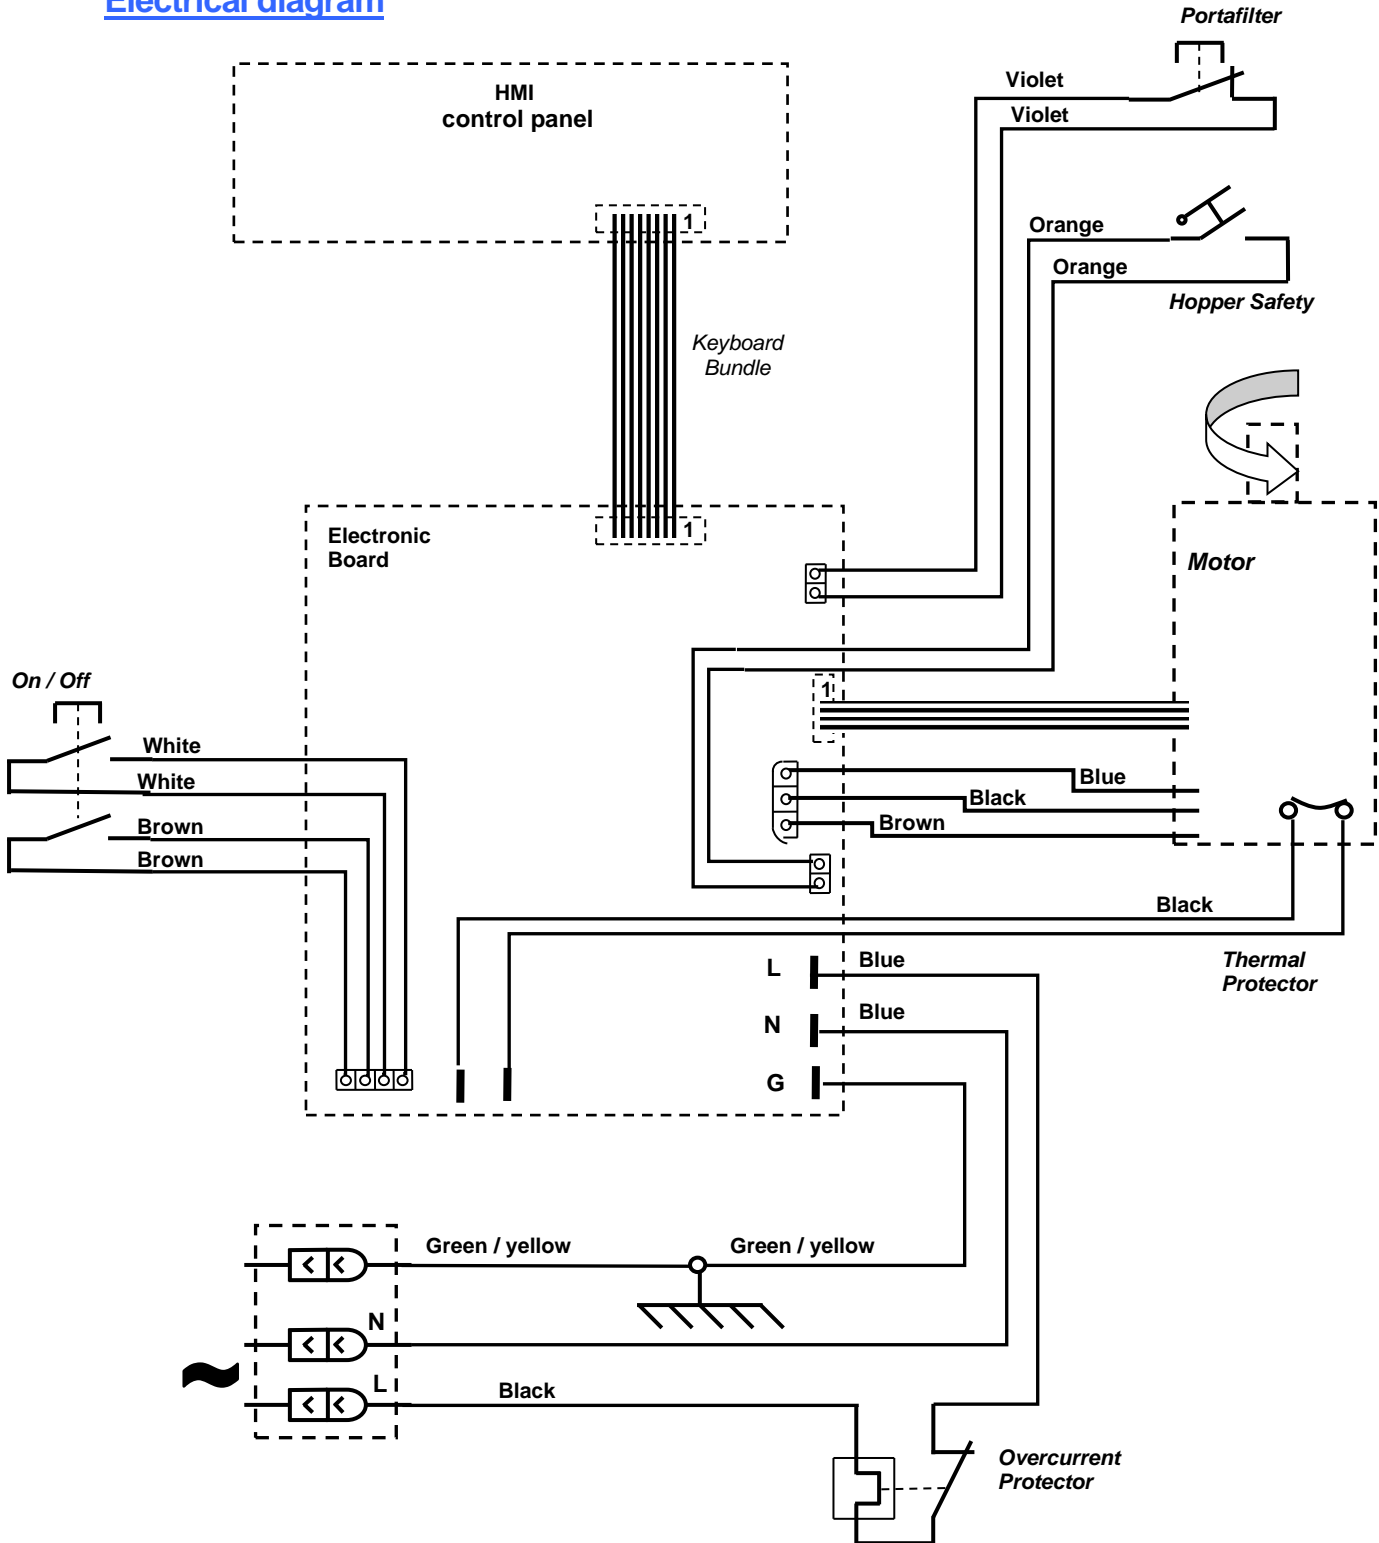 Electrical diagram
Portafilter
HMI
control panel
Violet
Violet
1
Orange
Orange
Hopper Safety
Keyboard
Bundle
1
Electronic
Board
Motor
On / Off
1
White
White
Blue
Black
Brown
Brown
Brown
Black
L
Blue
Thermal
Protector
N
Blue
G
Green / yellow
Green / yellow
N
L
Black
Overcurrent
Protector